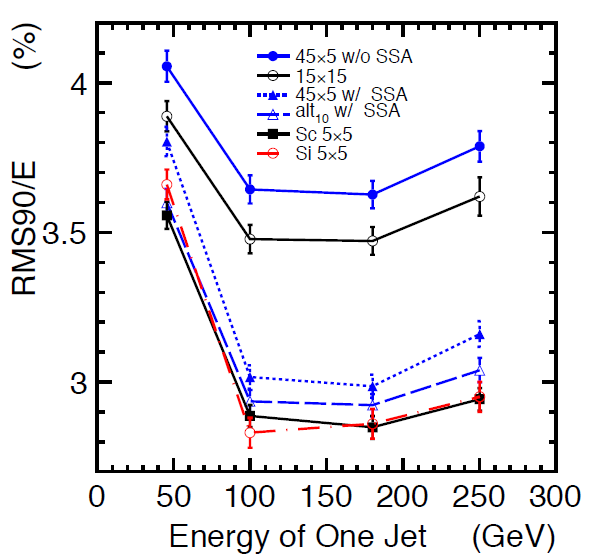 RMS90/E (%)
4
3.5
3
45×5 w/o SSA
15×15
45×5 w/ SSA
alt10 w/ SSA
Sc 5×5
Si 5×5
0 50 100 150 200 250 300
Energy of One Jet (GeV)